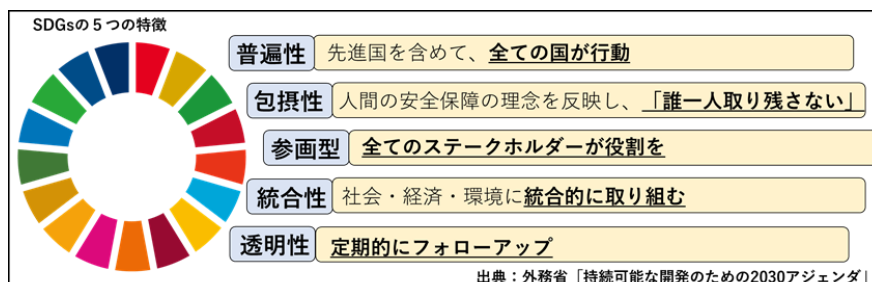 SDGsの5つの特徴
普遍性 先進国を含めて、全ての国が行動
包摂性 人間の安全保障の理念を反映し、「誰一人取り残さない」
参画型 全てのステークホルダーが役割を
統合性 社会・経済・環境に統合的に取り組む
透明性 定期的にフォローアップ
出典：外務省「持続可能な開発のための2030アジェンダ」